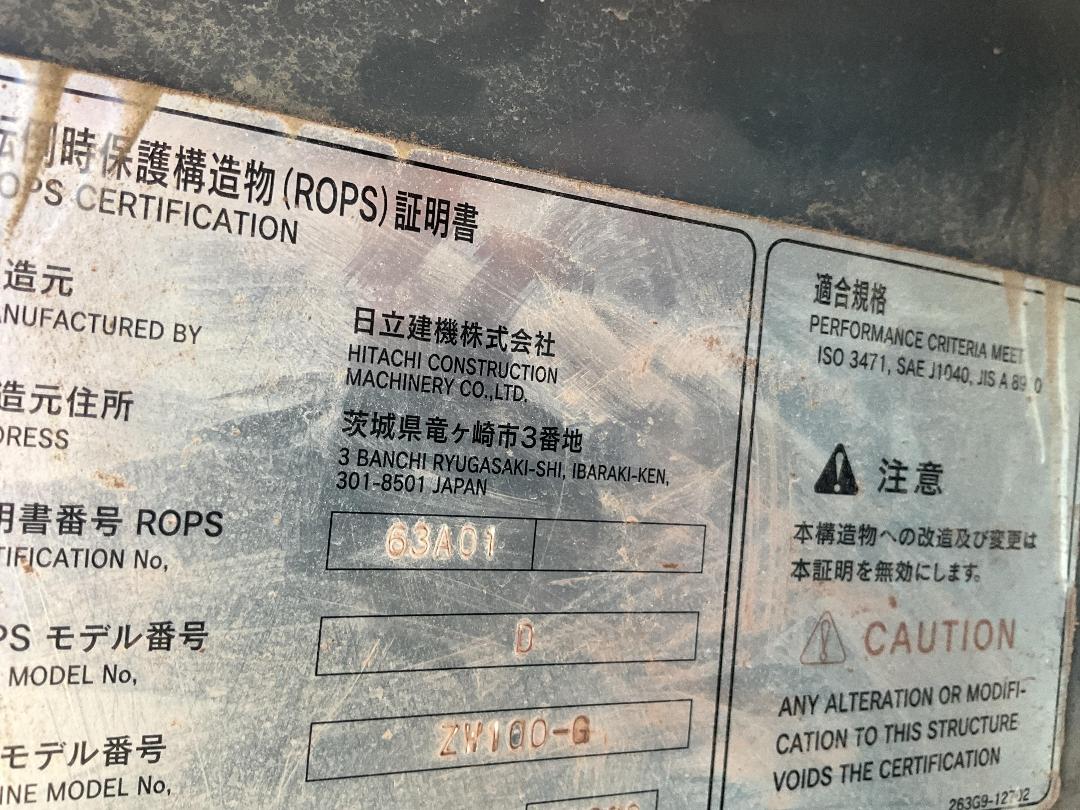 転倒時保護構造物(ROPS)証明書
ROPS CERTIFICATION
造元
MANUFACTURED BY
日立建機株式会社
HITACHI CONSTRUCTION
MACHINERY CO.,LTD.
造元住所
DRESS
茨城県竜ヶ崎市3番地
3 BANCHI RYUGASAKI-SHI, IBARAKI-KEN,
301-8501 JAPAN
明書番号 ROPS
TIFICATION No,
63A01
PS モデル番号
MODEL No,
D
モデル番号
INE MODEL No,
ZW100-G
適合規格
PERFORMANCE CRITERIA MEET
ISO 3471, SAE J1040, JIS A
注意
本構造物への改造及び変更は
本証明を無効にします。
CAUTION
ANY ALTERATION OR MODIFI-
CATION TO THIS STRUCTURE
VOIDS THE CERTIFICATION